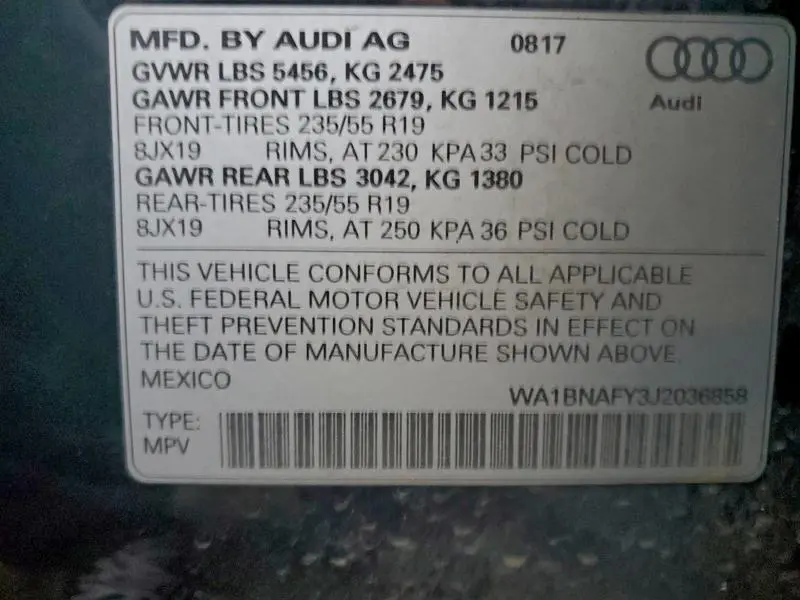 MFD. BY AUDI AG 0817
GVWR LBS 5456, KG 2475
GAWR FRONT LBS 2679, KG 1215
FRONT-TIRES 235/55 R19
8JX19 RIMS, AT 230 KPA 33 PSI COLD
GAWR REAR LBS 3042, KG 1380
REAR-TIRES 235/55 R19
8JX19 RIMS, AT 250 KPA 36 PSI COLD
Audi
THIS VEHICLE CONFORMS TO ALL APPLICABLE
U.S. FEDERAL MOTOR VEHICLE SAFETY AND
THEFT PREVENTION STANDARDS IN EFFECT ON
THE DATE OF MANUFACTURE SHOWN ABOVE.
MEXICO
WA1BNAFY3J2036858
TYPE:
MPV